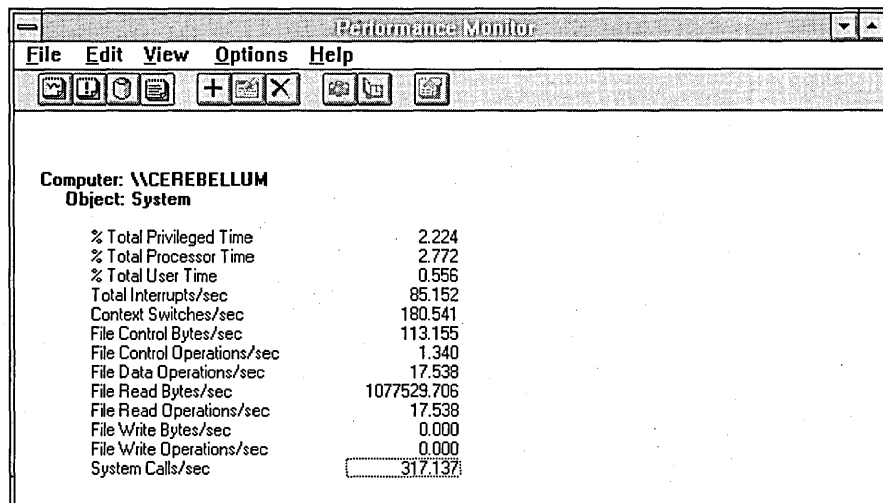 Performance Monitor
File Edit View Options Help
Computer: \\CEREBELLUM
Object: System
% Total Privileged Time 2.224
% Total Processor Time 2.772
% Total User Time 0.556
Total Interrupts/sec 85.152
Context Switches/sec 180.541
File Control Bytes/sec 113.155
File Control Operations/sec 1.340
File Data Operations/sec 17.538
File Read Bytes/sec 1077529.706
File Read Operations/sec 17.538
File Write Bytes/sec 0.000
File Write Operations/sec 0.000
System Calls/sec 317.137